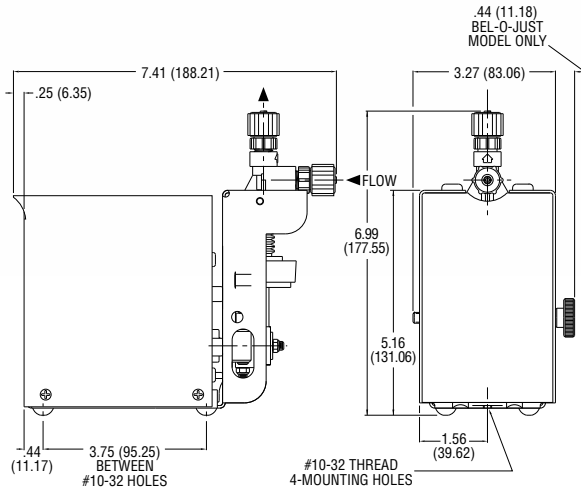 .44 (11.18)
BEL-O-JUST
MODEL ONLY
7.41 (188.21)
3.27 (83.06)
.25 (6.35)
FLOW
6.99
(177.55)
5.16
(131.06)
.44
(11.17)
3.75 (95.25)
BETWEEN
#10-32 HOLES
1.56
(39.62)
#10-32 THREAD
4-MOUNTING HOLES